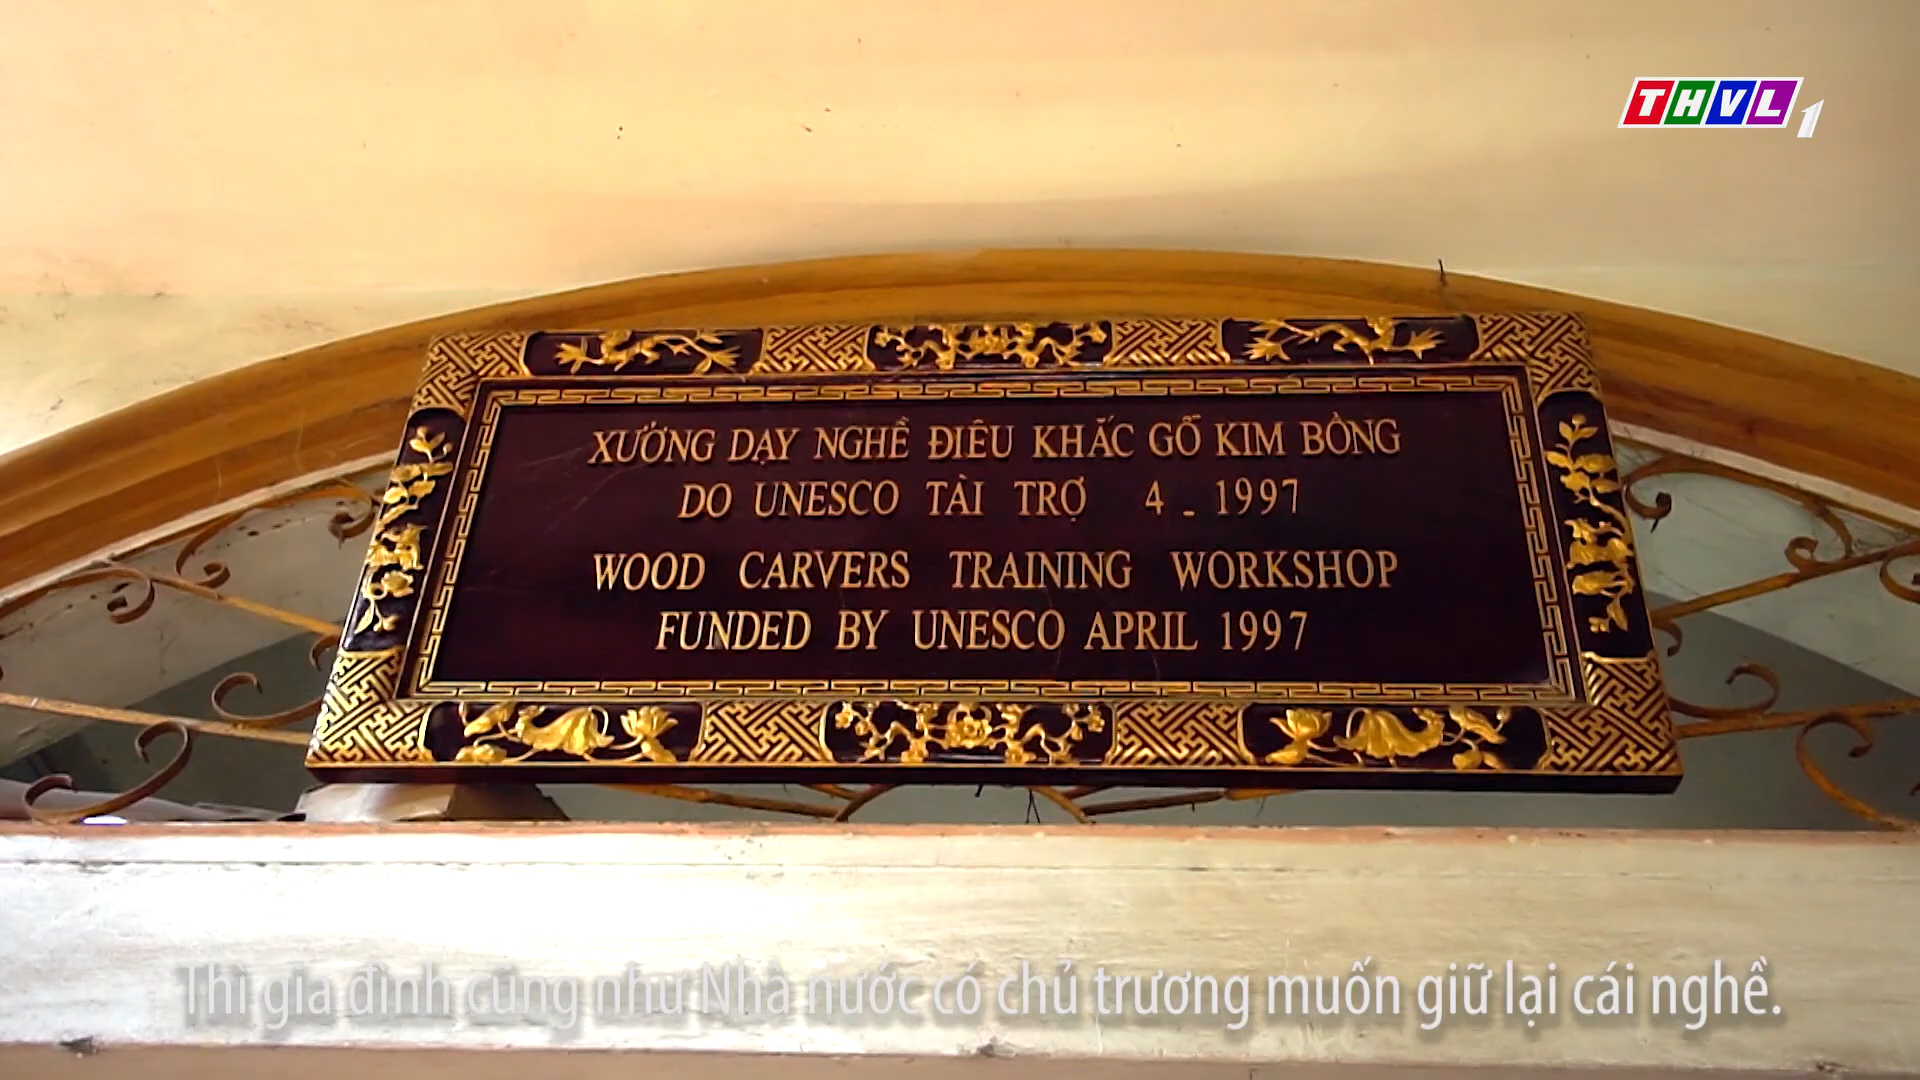 THVL1
XƯỞNG DẠY NGHỀ ĐIÊU KHẮC GỖ KIM BỒNG
DO UNESCO TÀI TRỢ 4 - 1997
WOOD CARVERS TRAINING WORKSHOP
FUNDED BY UNESCO APRIL 1997
Thì gia đình cũng như Nhà nước có chủ trương muốn giữ lại cái nghề.